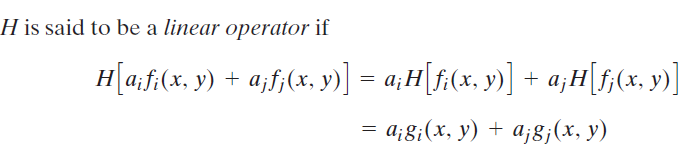 H is said to be a linear operator if
H[aᵢfᵢ(x, y) + aⱼfⱼ(x, y)] = aᵢH[fᵢ(x, y)] + aⱼH[fⱼ(x, y)]
= aᵢgᵢ(x, y) + aⱼgⱼ(x, y)